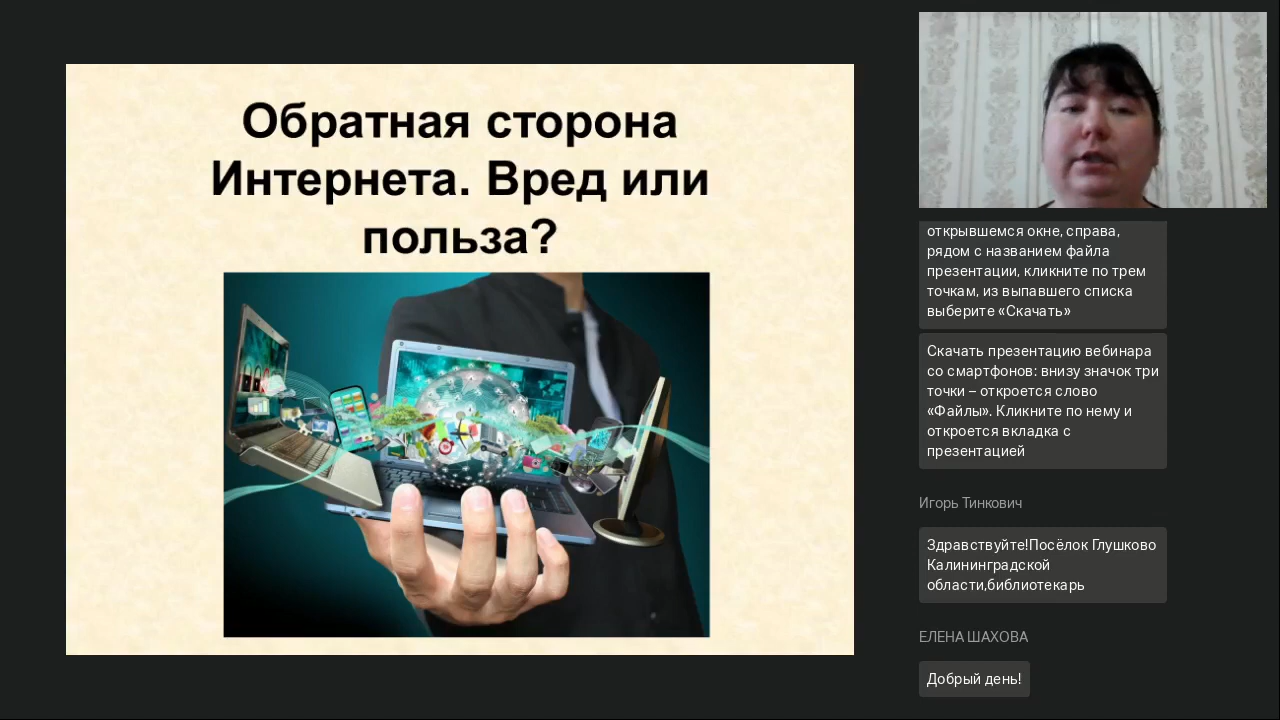 Обратная сторона
Интернета. Вред или
польза?
открывшемся окне, справа,
рядом с названием файла
презентации, кликните по трем
точкам, из выпавшего списка
выберите «Скачать»
Скачать презентацию вебинара
со смартфонов: внизу значок три
точки – откроется слово
«Файлы». Кликните по нему и
откроется вкладка с
презентацией
Игорь Тинкович
Здравствуйте!Посёлок Глушково
Калининградской
области,библиотекарь
ЕЛЕНА ШАХОВА
Добрый день!